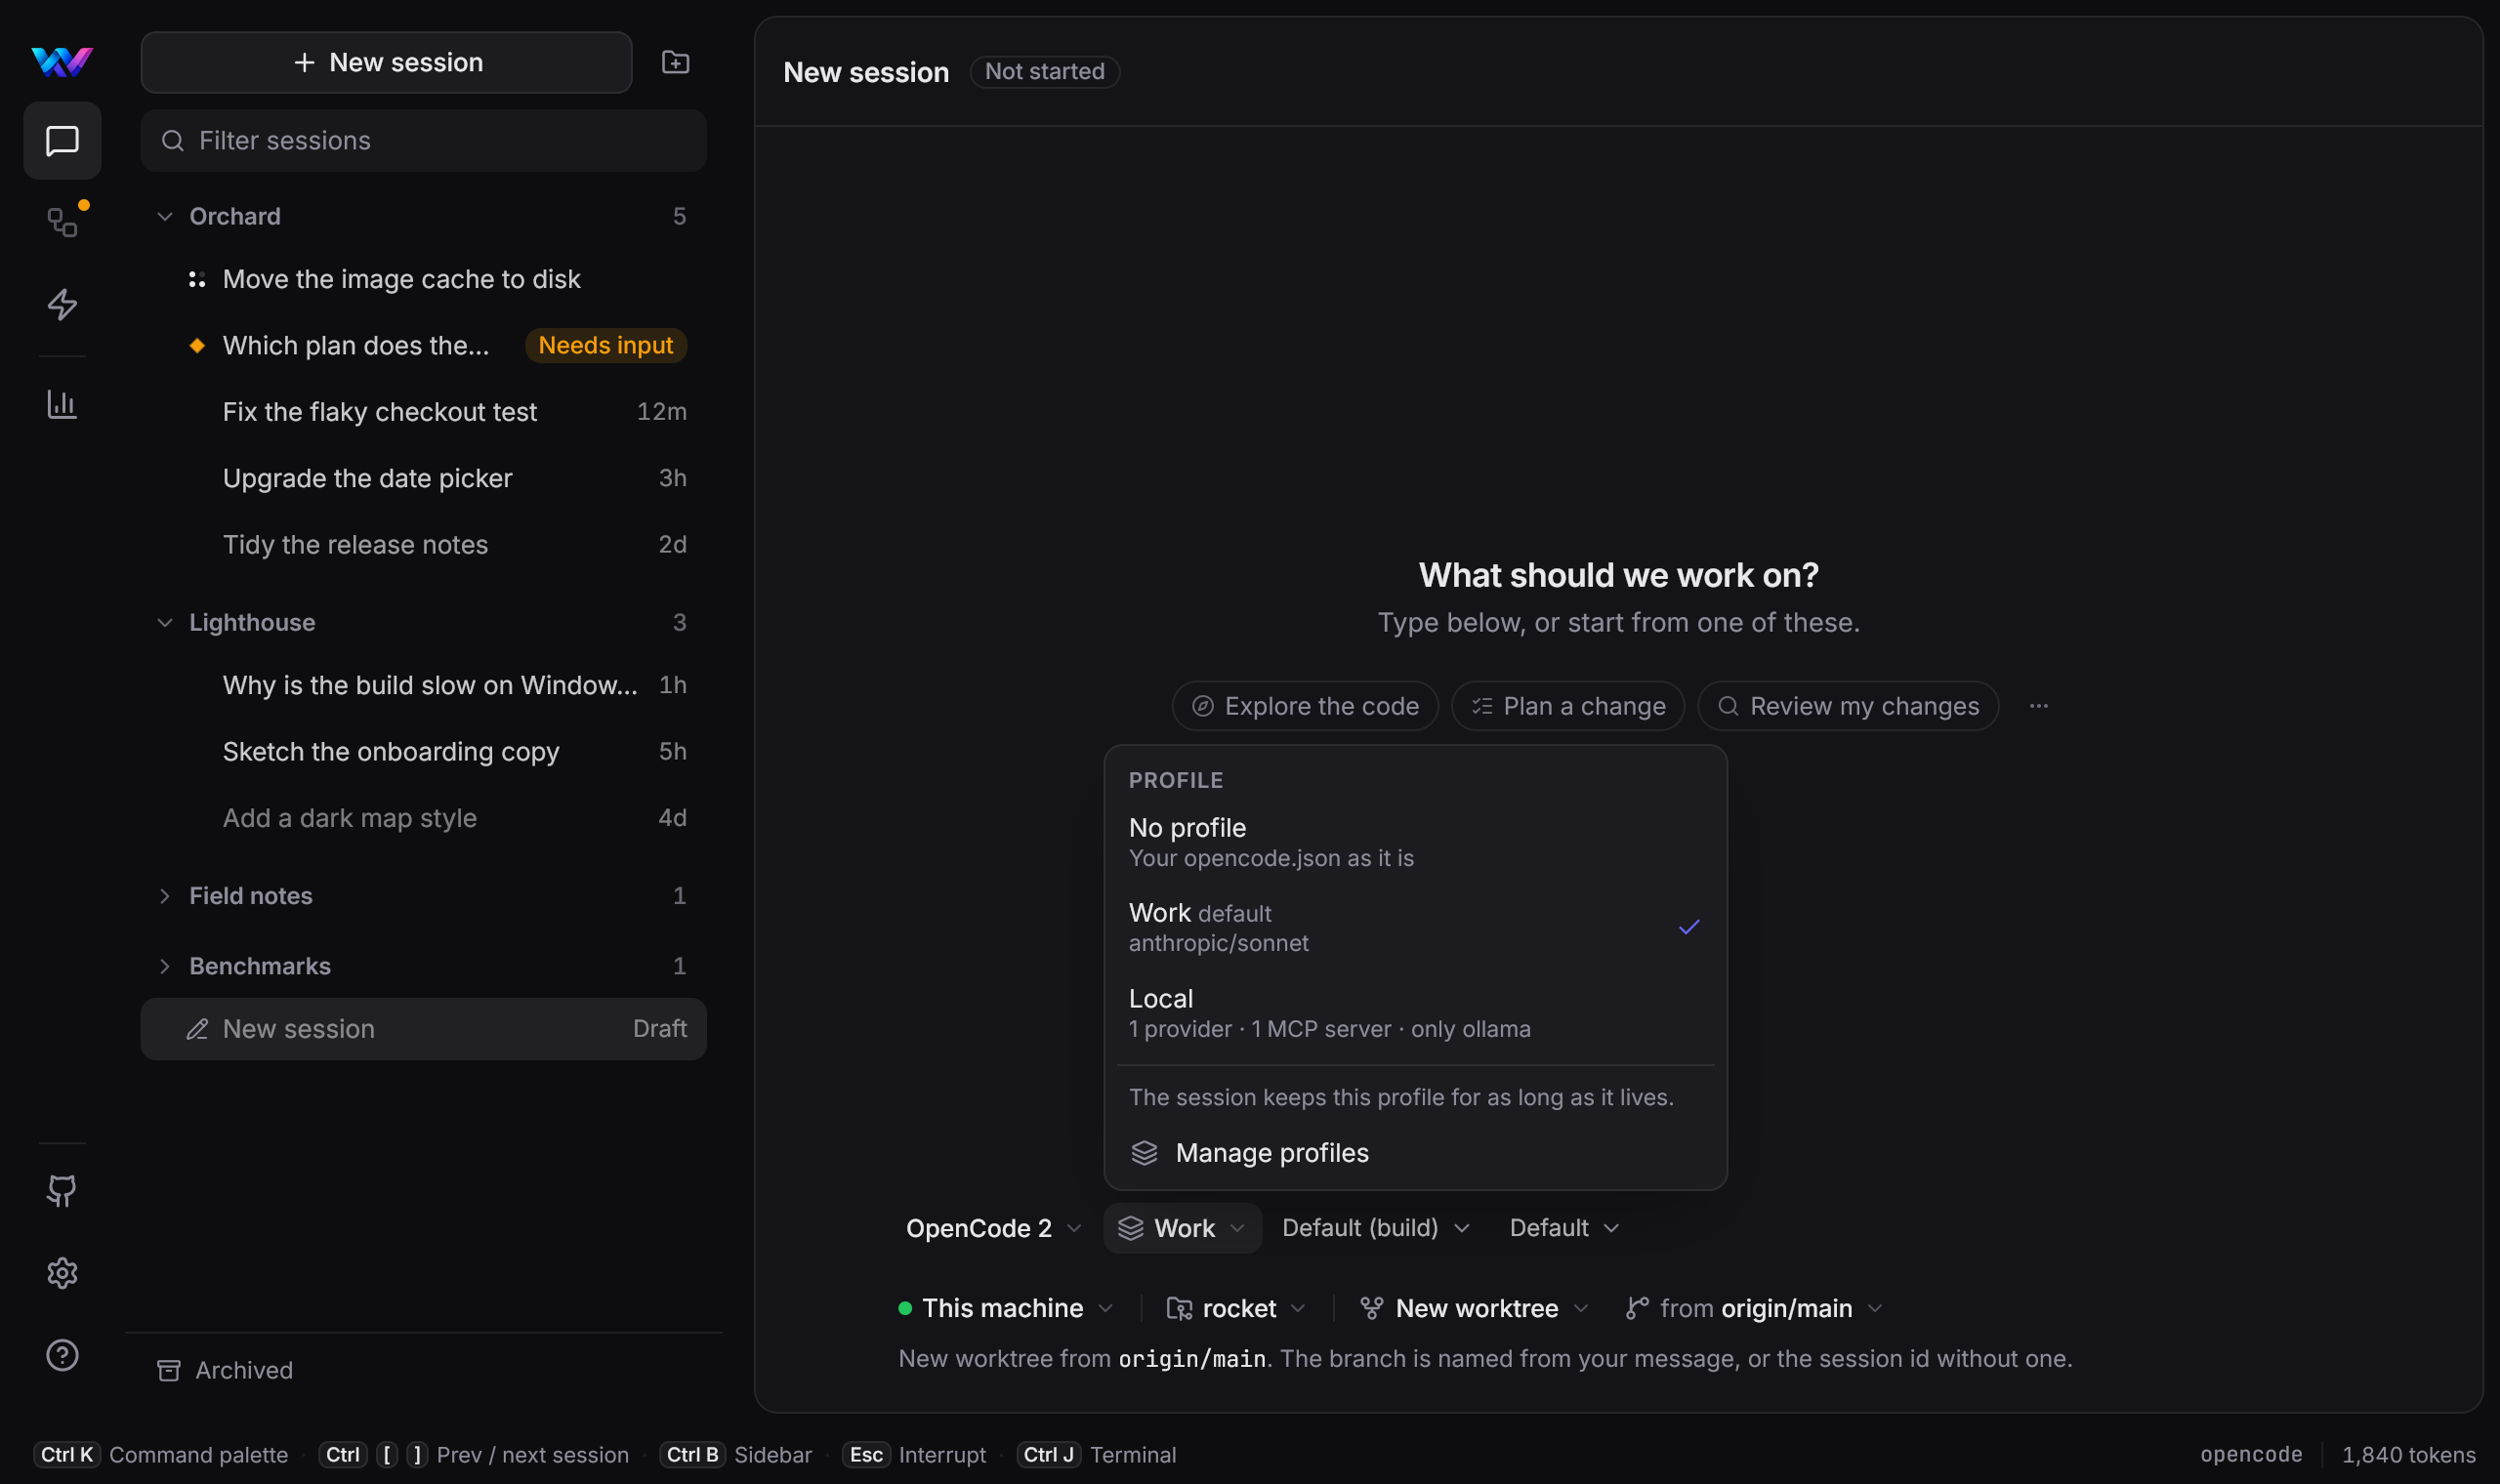 New session
Filter sessions
Orchard 5
Move the image cache to disk
Which plan does the... Needs input
Fix the flaky checkout test 12m
Upgrade the date picker 3h
Tidy the release notes 2d
Lighthouse 3
Why is the build slow on Window... 1h
Sketch the onboarding copy 5h
Add a dark map style 4d
Field notes 1
Benchmarks 1
New session Draft
Archived
New session Not started
What should we work on?
Type below, or start from one of these.
Explore the code Plan a change Review my changes
PROFILE
No profile
Your opencode.json as it is
Work default
anthropic/sonnet
Local
1 provider · 1 MCP server · only ollama
The session keeps this profile for as long as it lives.
Manage profiles
OpenCode 2 Work Default (build) Default
This machine rocket New worktree from origin/main
New worktree from origin/main. The branch is named from your message, or the session id without one.
Ctrl K Command palette · Ctrl [ ] Prev / next session · Ctrl B Sidebar · Esc Interrupt · Ctrl J Terminal
opencode 1,840 tokens